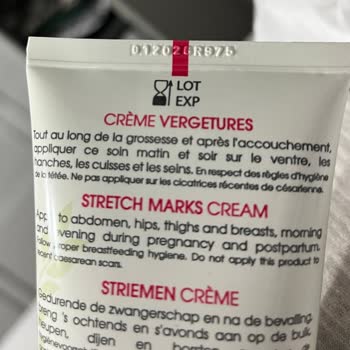 LOT
EXP
CRÈME VERGETURES
Tout au long de la grossesse et après l'accouchement,
appliquer ce soin matin et soir sur le ventre, les
hanches, les cuisses et les seins. En respect des règles d'hygiène
de la tétée. Ne pas appliquer sur les cicatrices récentes de césarienne.
STRETCH MARKS CREAM
to abdomen, hips, thighs and breasts, morning
and evening during pregnancy and postpartum.
proper breastfeeding hygiene. Do not apply this product to
recent caesarean scars.
STRIEMEN CRÈME
Gedurende de zwangerschap en na de bevalling,
's ochtends en s'avonds aan op de buik,
heupen, dijen en